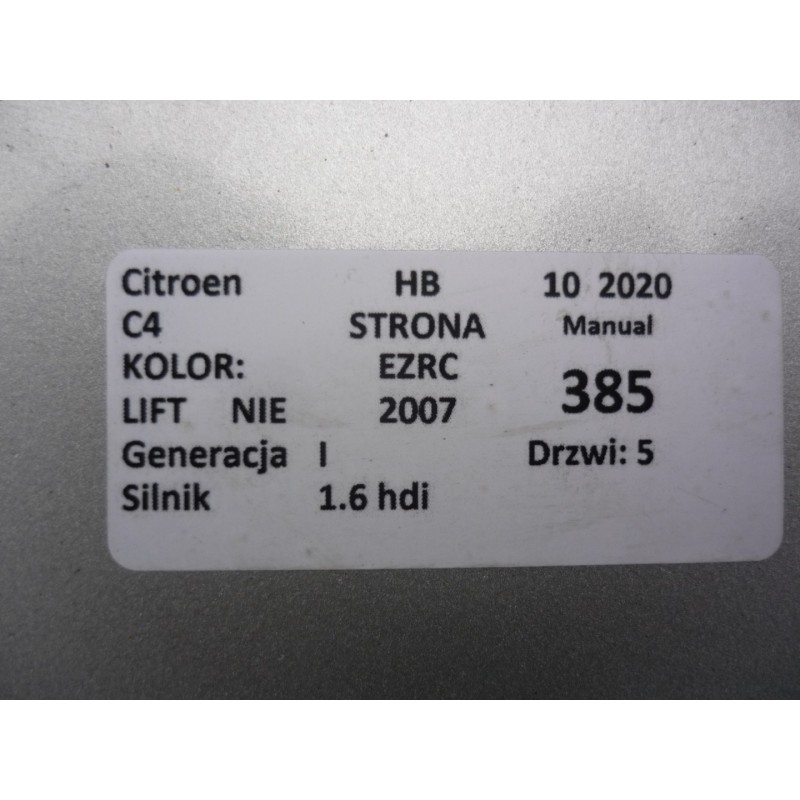 Citroen HB 10 2020
C4 STRONA Manual
KOLOR: EZRC
LIFT NIE 2007 385
Generacja I Drzwi: 5
Silnik 1.6 hdi